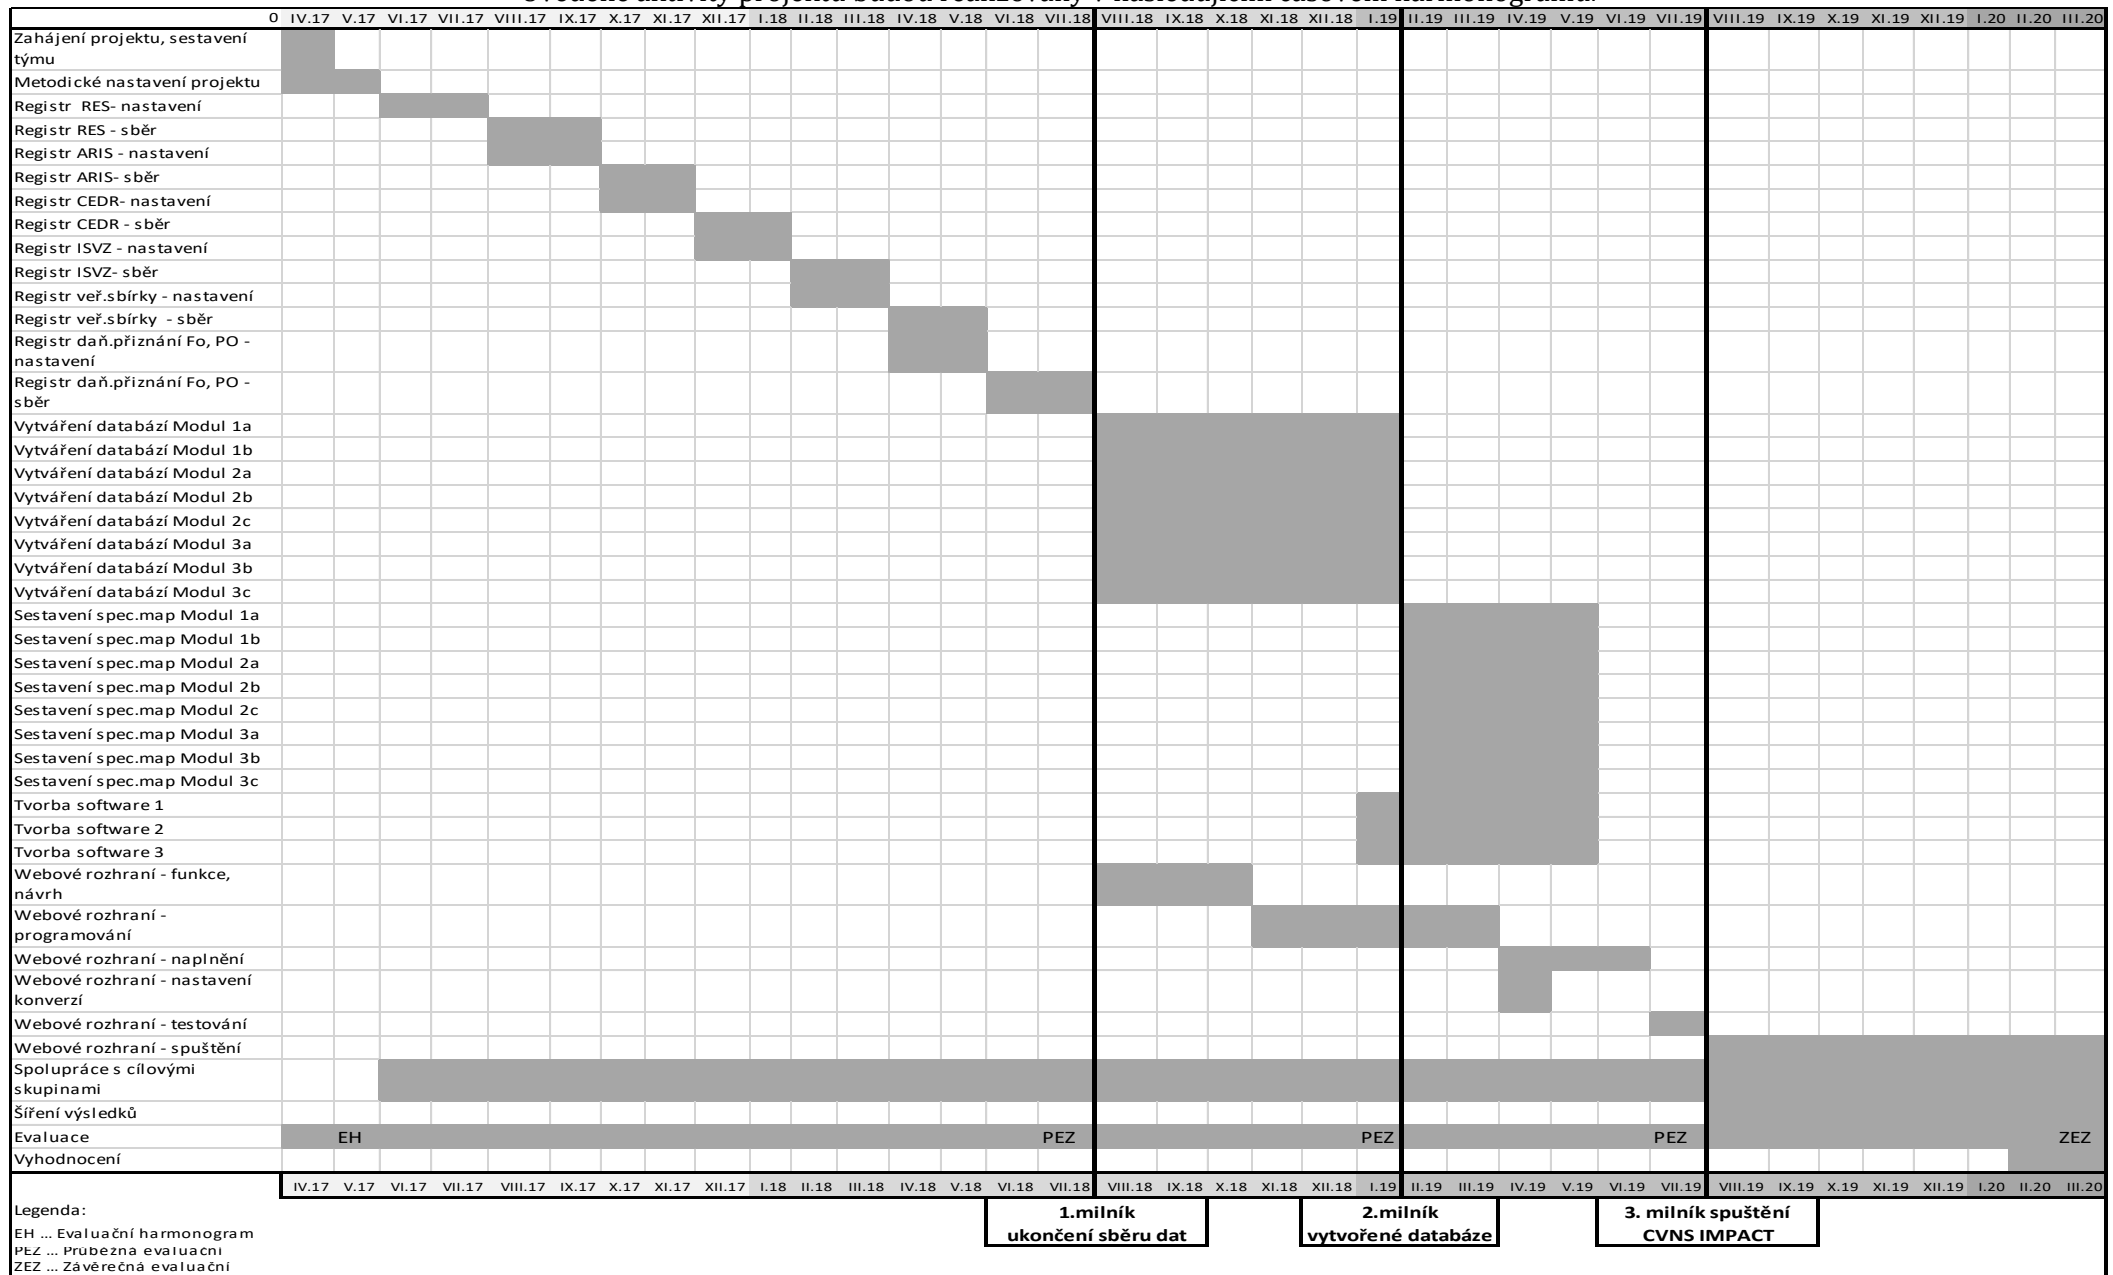 0 IV.17 V.17 VI.17 VII.17 VIII.17 IX.17 X.17 XI.17 XII.17 I.18 II.18 III.18 IV.18 V.18 VI.18 VII.18 VIII.18 IX.18 X.18 XI.18 XII.18 I.19 II.19 III.19 IV.19 V.19 VI.19 VII.19 VIII.19 IX.19 X.19 XI.19 XII.19 I.20 II.20 III.20
Zahájení projektu, sestavení
týmu
Metodické nastavení projektu
Registr RES- nastavení
Registr RES - sběr
Registr ARIS - nastavení
Registr ARIS- sběr
Registr CEDR- nastavení
Registr CEDR - sběr
Registr ISVZ - nastavení
Registr ISVZ- sběr
Registr veř.sbírky - nastavení
Registr veř.sbírky - sběr
Registr daň.přiznání Fo, PO -
nastavení
Registr daň.přiznání Fo, PO -
sběr
Vytváření databází Modul 1a
Vytváření databází Modul 1b
Vytváření databází Modul 2a
Vytváření databází Modul 2b
Vytváření databází Modul 2c
Vytváření databází Modul 3a
Vytváření databází Modul 3b
Vytváření databází Modul 3c
Sestavení spec.map Modul 1a
Sestavení spec.map Modul 1b
Sestavení spec.map Modul 2a
Sestavení spec.map Modul 2b
Sestavení spec.map Modul 2c
Sestavení spec.map Modul 3a
Sestavení spec.map Modul 3b
Sestavení spec.map Modul 3c
Tvorba software 1
Tvorba software 2
Tvorba software 3
Webové rozhraní - funkce,
návrh
Webové rozhraní -
programování
Webové rozhraní - naplnění
Webové rozhraní - nastavení
konverzí
Webové rozhraní - testování
Webové rozhraní - spuštění
Spolupráce s cílovými
skupinami
Šíření výsledků
Evaluace EH PEZ PEZ PEZ ZEZ
Vyhodnocení
IV.17 V.17 VI.17 VII.17 VIII.17 IX.17 X.17 XI.17 XII.17 I.18 II.18 III.18 IV.18 V.18 VI.18 VII.18 VIII.18 IX.18 X.18 XI.18 XII.18 I.19 II.19 III.19 IV.19 V.19 VI.19 VII.19 VIII.19 IX.19 X.19 XI.19 XII.19 I.20 II.20 III.20
Legenda:
1.milník
ukončení sběru dat
2.milník
vytvořené databáze
3. milník spuštění
CVNS IMPACT
EH ... Evaluační harmonogram
PEZ ... Průběžná evaluační
ZEZ ... Závěrečná evaluační